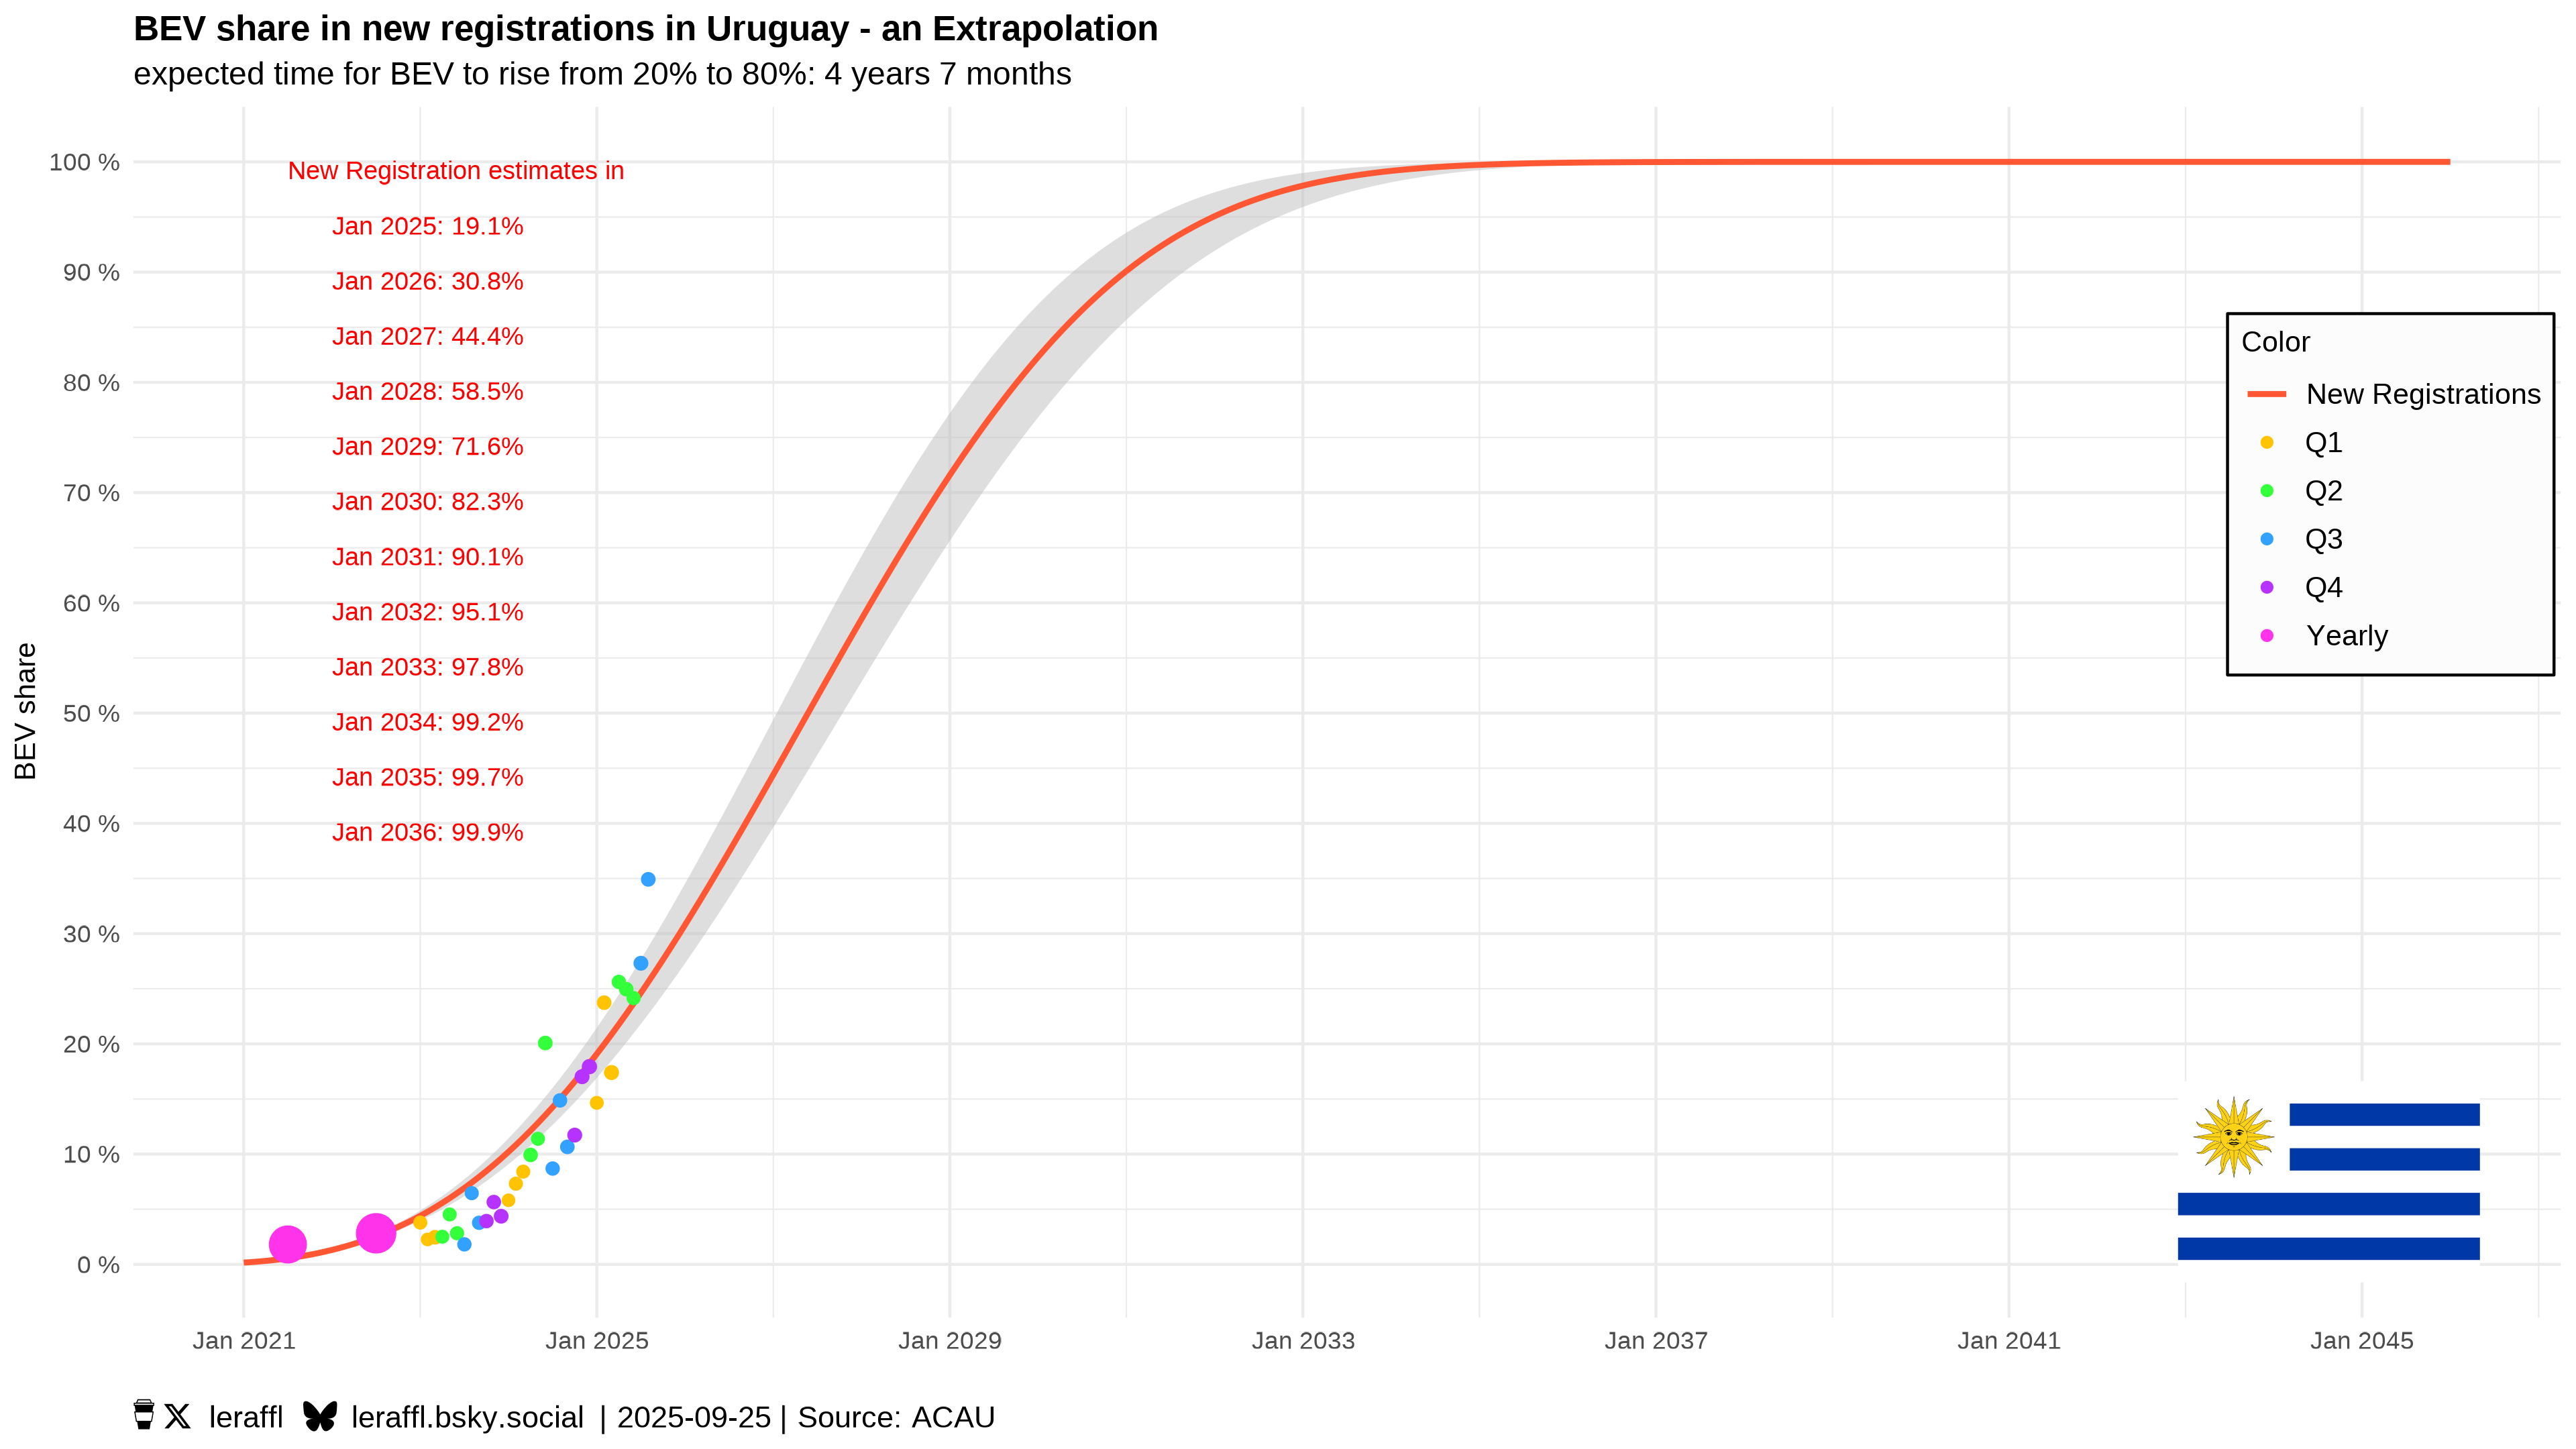 BEV share in new registrations in Uruguay - an Extrapolation
expected time for BEV to rise from 20% to 80%: 4 years 7 months
BEV share
100 %
90 %
80 %
70 %
60 %
50 %
40 %
30 %
20 %
10 %
0 %
New Registration estimates in
Jan 2025: 19.1%
Jan 2026: 30.8%
Jan 2027: 44.4%
Jan 2028: 58.5%
Jan 2029: 71.6%
Jan 2030: 82.3%
Jan 2031: 90.1%
Jan 2032: 95.1%
Jan 2033: 97.8%
Jan 2034: 99.2%
Jan 2035: 99.7%
Jan 2036: 99.9%
Color
New Registrations
Q1
Q2
Q3
Q4
Yearly
Jan 2021 Jan 2025 Jan 2029 Jan 2033 Jan 2037 Jan 2041 Jan 2045
leraffl leraffl.bsky.social | 2025-09-25 | Source: ACAU